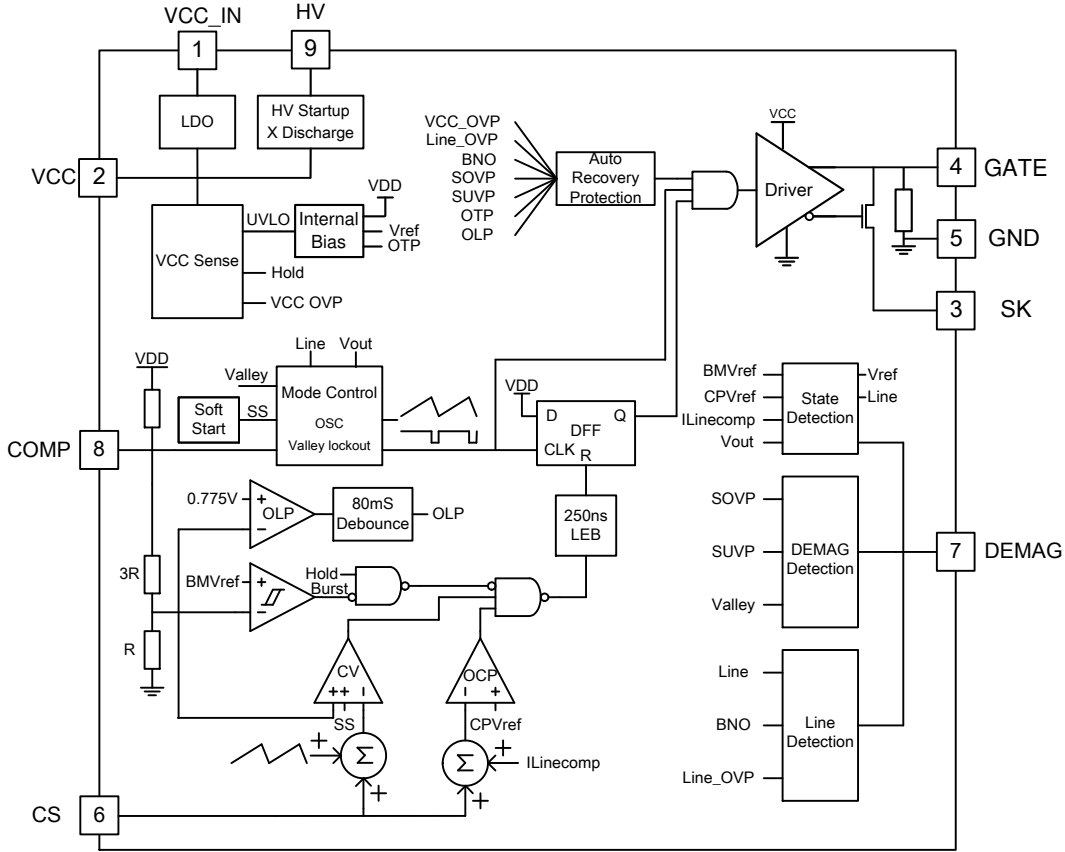 VCC_IN
HV
1
9
LDO
HV Startup
X Discharge
VCC
2
VCC Sense
UVLO
Internal
Bias
VDD
Vref
OTP
Hold
VCC OVP
VCC_OVP
Line_OVP
BNO
SOVP
SUVP
OTP
OLP
Auto
Recovery
Protection
VCC
Driver
4
GATE
5
GND
3
SK
VDD
Line
Vout
Valley
Mode Control
OSC
Valley lockout
Soft
Start
SS
COMP
8
VDD
D
Q
DFF
CLK
R
BMVref
CPVref
ILinecomp
Vout
State
Detection
Vref
Line
0.775V
+
OLP
−
80mS
Debounce
OLP
250ns
LEB
SOVP
SUVP
Valley
DEMAG
Detection
7
DEMAG
3R
BMVref
+
−
Hold
Burst
R
CV
++ −
SS
OCP
− +
CPVref
+
Σ
+
Σ
+
+
ILinecomp
Line
BNO
Line_OVP
Line
Detection
CS
6